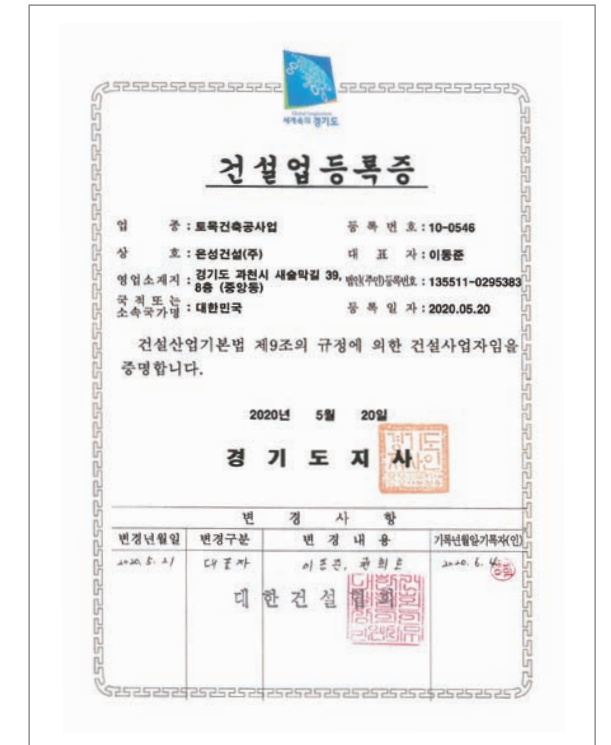 세계속의 경기도
건설업등록증
업 종 : 토목건축공사업 등 록 번 호 : 10-0546
상 호 : 온성건설(주) 대 표 자 : 이동준
영업소재지 : 경기도 과천시 새술막길 39, 8층 (중앙동) 법인(주민)등록번호 : 135511-0295383
국 적 또 는 소속국가명 : 대한민국 등 록 일 자 : 2020.05.20
건설산업기본법 제9조의 규정에 의한 건설사업자임을
증명합니다.
2020년 5월 20일
경 기 도 지 사
변 경 사 항
변경년월일 변경구분 변 경 내 용 기록년월일기록자(인)
2020. 5. 21 대표자 이동준, 권희 2020. 6. 4.
대 한 건 설 협 회